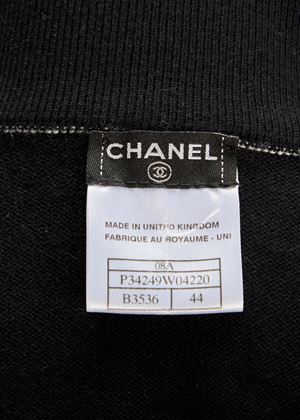 CHANEL
MADE IN UNITED KINGDOM
FABRIQUE AU ROYAUME - UNI
08A
P34249W04220
B3536 44